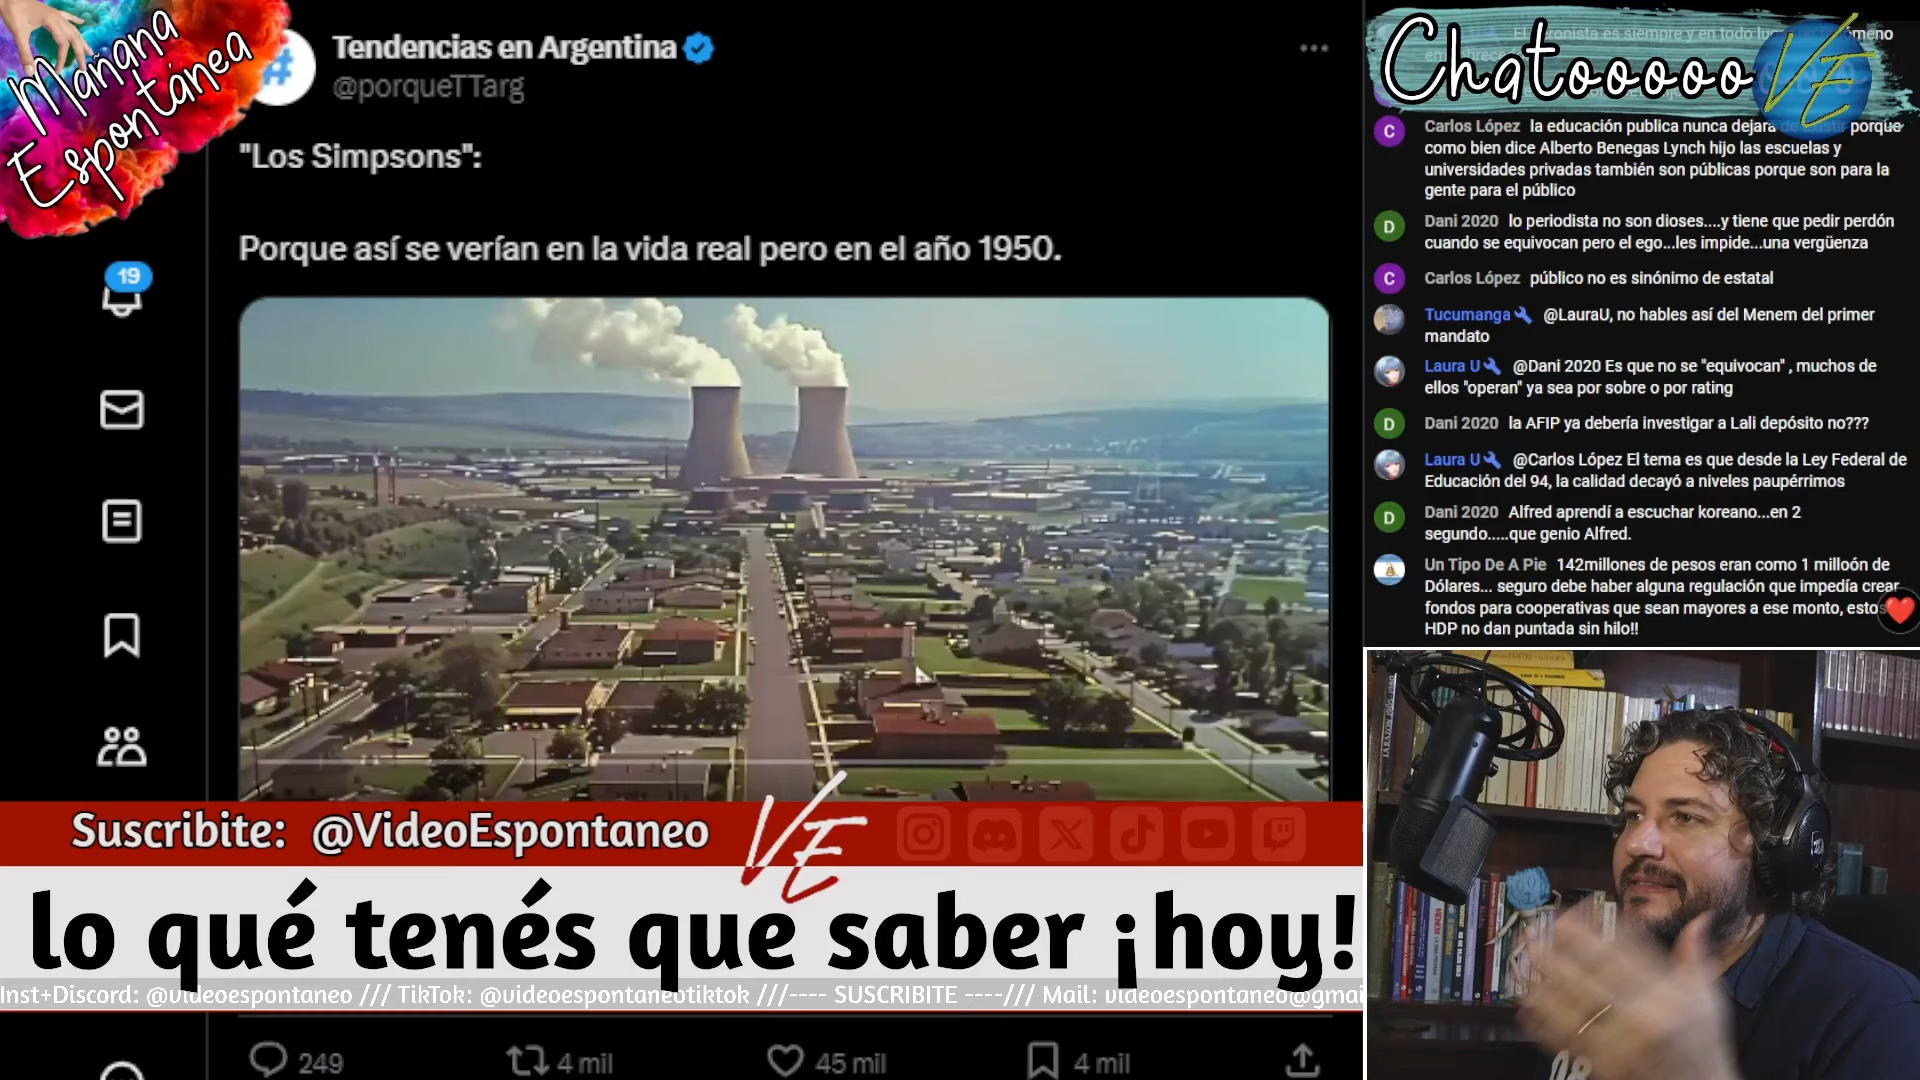 Mañana
Espontánea
Tendencias en Argentina
@porqueTTarg
"Los Simpsons":
Porque así se verían en la vida real pero en el año 1950.
19
Suscribite: @VideoEspontaneo
VE
lo qué tenés que saber ¡hoy!
Inst+Discord: @videoespontaneo /// TikTok: @videoespontaneotiktok ///---- SUSCRIBITE ----/// Mail: videoespontaneo@gmai
249
4 mil
45 mil
4 mil
Chatooooo VE
Carlos López la educación publica nunca dejara porque
como bien dice Alberto Benegas Lynch hijo las escuelas y
universidades privadas también son públicas porque son para la
gente para el público
Dani 2020 lo periodista no son dioses....y tiene que pedir perdón
cuando se equivocan pero el ego...les impide...una vergüenza
Carlos López público no es sinónimo de estatal
Tucumanga @LauraU, no hables así del Menem del primer
mandato
Laura U @Dani 2020 Es que no se "equivocan" , muchos de
ellos "operan" ya sea por sobre o por rating
Dani 2020 la AFIP ya debería investigar a Lali depósito no???
Laura U @Carlos López El tema es que desde la Ley Federal de
Educación del 94, la calidad decayó a niveles paupérrimos
Dani 2020 Alfred aprendí a escuchar koreano...en 2
segundo.....que genio Alfred.
Un Tipo De A Pie 142millones de pesos eran como 1 milloón de
Dólares... seguro debe haber alguna regulación que impedía crear
fondos para cooperativas que sean mayores a ese monto, estos
HDP no dan puntada sin hilo!!